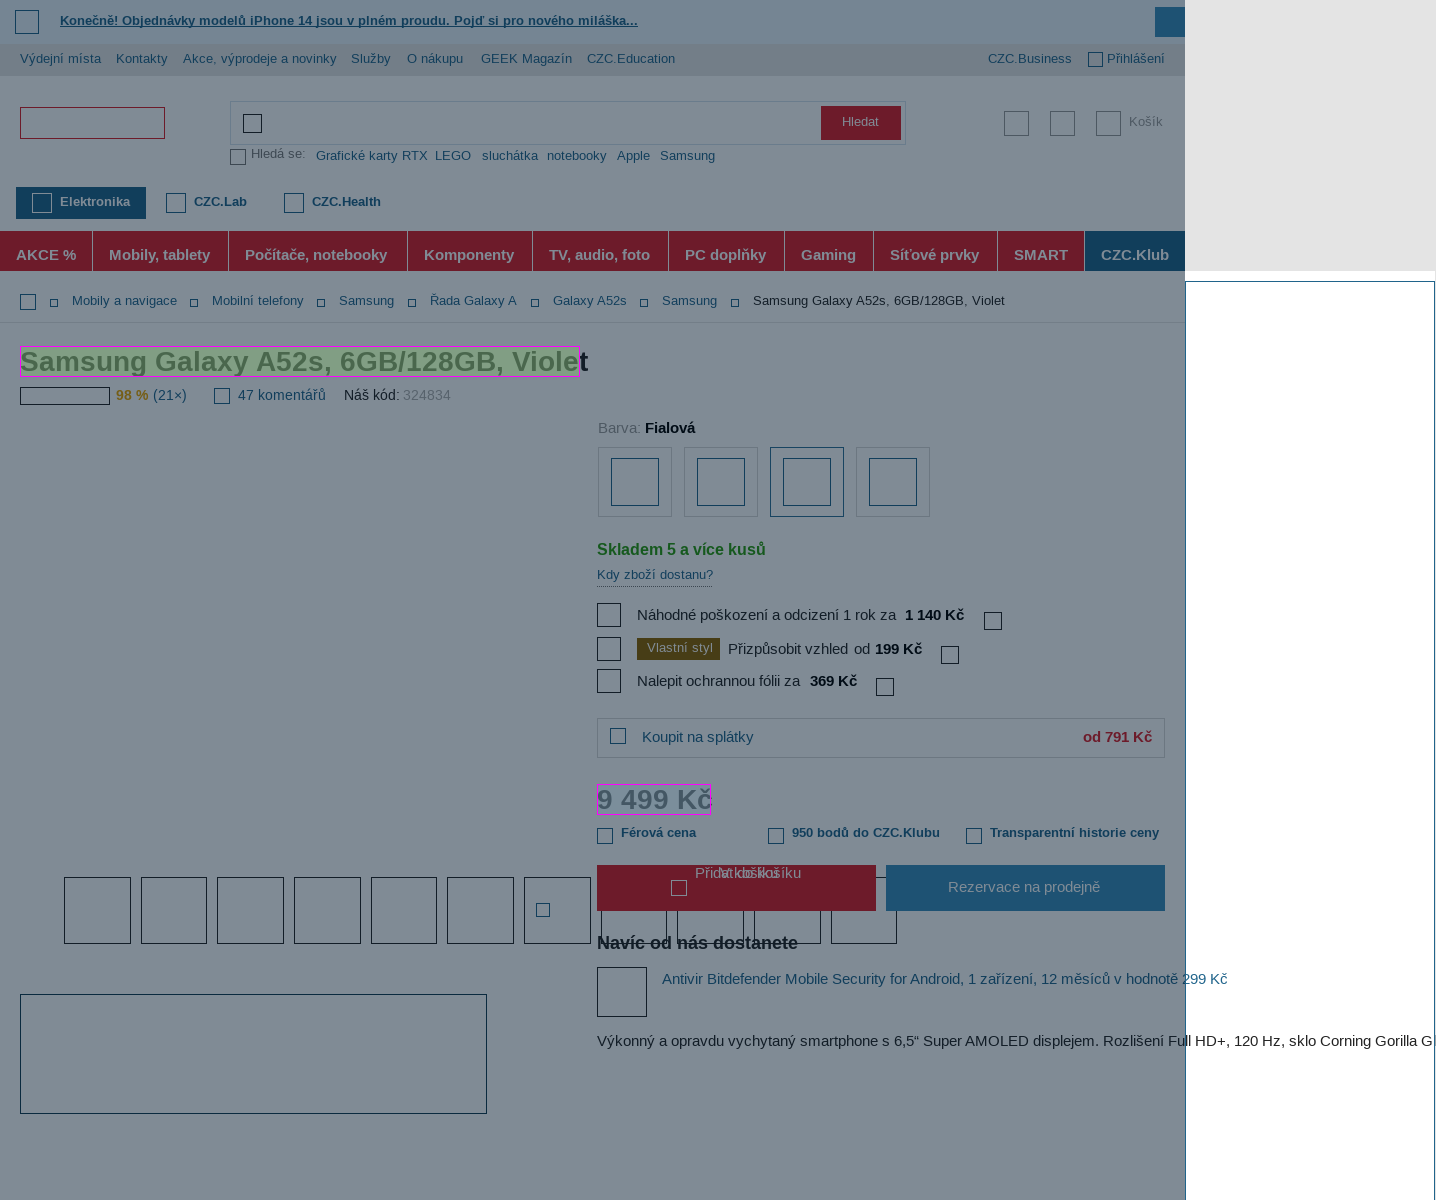 Konečně! Objednávky modelů iPhone 14 jsou v plném proudu. Pojď si pro nového miláška...
Výdejní místa Kontakty Akce, výprodeje a novinky Služby O nákupu GEEK Magazín CZC.Education CZC.Business Přihlášení
Hledat
Košík
Hledá se: Grafické karty RTX LEGO sluchátka notebooky Apple Samsung
Elektronika CZC.Lab CZC.Health
AKCE % Mobily, tablety Počítače, notebooky Komponenty TV, audio, foto PC doplňky Gaming Síťové prvky SMART CZC.Klub
Mobily a navigace Mobilní telefony Samsung Řada Galaxy A Galaxy A52s Samsung Samsung Galaxy A52s, 6GB/128GB, Violet
Samsung Galaxy A52s, 6GB/128GB, Violet
98 % (21×) 47 komentářů Náš kód: 324834
Barva: Fialová
Skladem 5 a více kusů
Kdy zboží dostanu?
Náhodné poškození a odcizení 1 rok za 1 140 Kč
Vlastní styl Přizpůsobit vzhled od 199 Kč
Nalepit ochrannou fólii za 369 Kč
Koupit na splátky od 791 Kč
9 499 Kč
Férová cena 950 bodů do CZC.Klubu Transparentní historie ceny
Přidat do košíku
V košíku
Rezervace na prodejně
Navíc od nás dostanete
Antivir Bitdefender Mobile Security for Android, 1 zařízení, 12 měsíců v hodnotě 299 Kč
Výkonný a opravdu vychytaný smartphone s 6,5“ Super AMOLED displejem. Rozlišení Full HD+, 120 Hz, sklo Corning Gorilla G